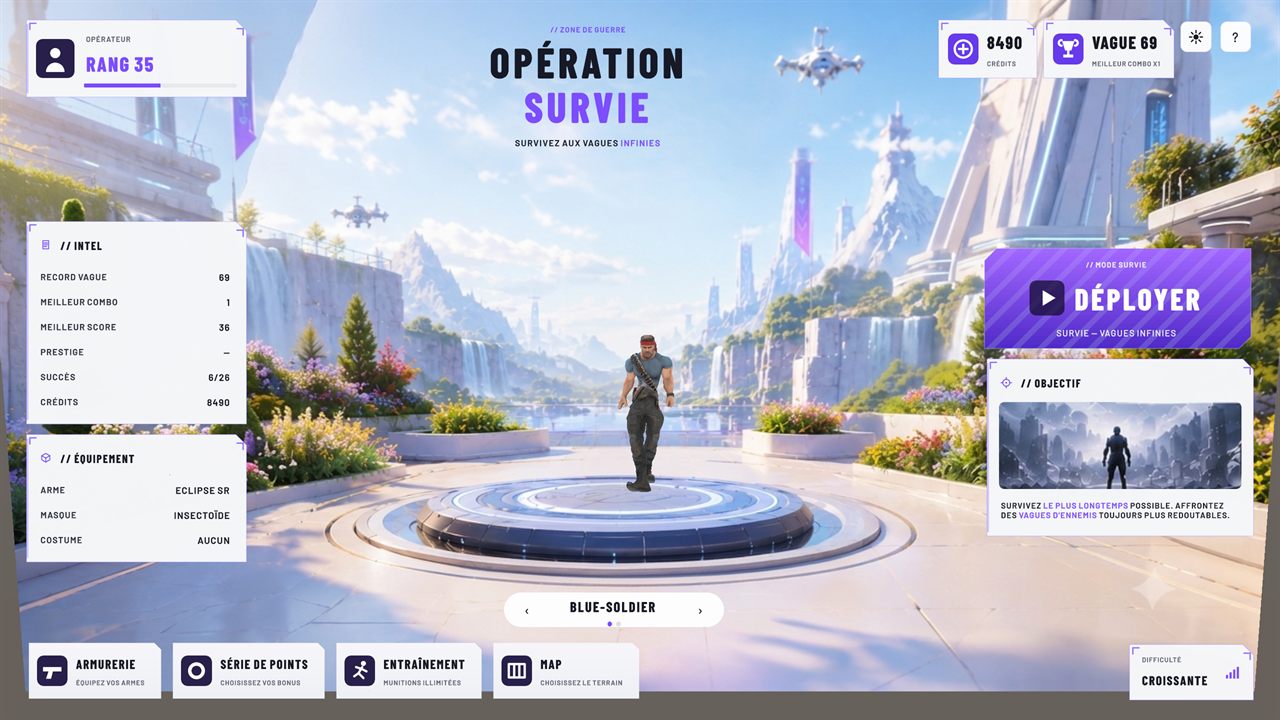 OPÉRATEUR
RANG 35
// ZONE DE GUERRE
OPÉRATION
SURVIE
SURVIVEZ AUX VAGUES INFINIES
8490
CRÉDITS
VAGUE 69
MEILLEUR COMBO X1
?
// INTEL
RECORD VAGUE 69
MEILLEUR COMBO 1
MEILLEUR SCORE 36
PRESTIGE —
SUCCÈS 6/26
CRÉDITS 8490
// ÉQUIPEMENT
ARME ECLIPSE SR
MASQUE INSECTOÏDE
COSTUME AUCUN
// MODE SURVIE
DÉPLOYER
SURVIE — VAGUES INFINIES
// OBJECTIF
SURVIVEZ LE PLUS LONGTEMPS POSSIBLE. AFFRONTEZ
DES VAGUES D'ENNEMIS TOUJOURS PLUS REDOUTABLES.
‹ BLUE-SOLDIER ›
ARMURERIE
ÉQUIPEZ VOS ARMES
SÉRIE DE POINTS
CHOISISSEZ VOS BONUS
ENTRAÎNEMENT
MUNITIONS ILLIMITÉES
MAP
CHOISISSEZ LE TERRAIN
DIFFICULTÉ
CROISSANTE